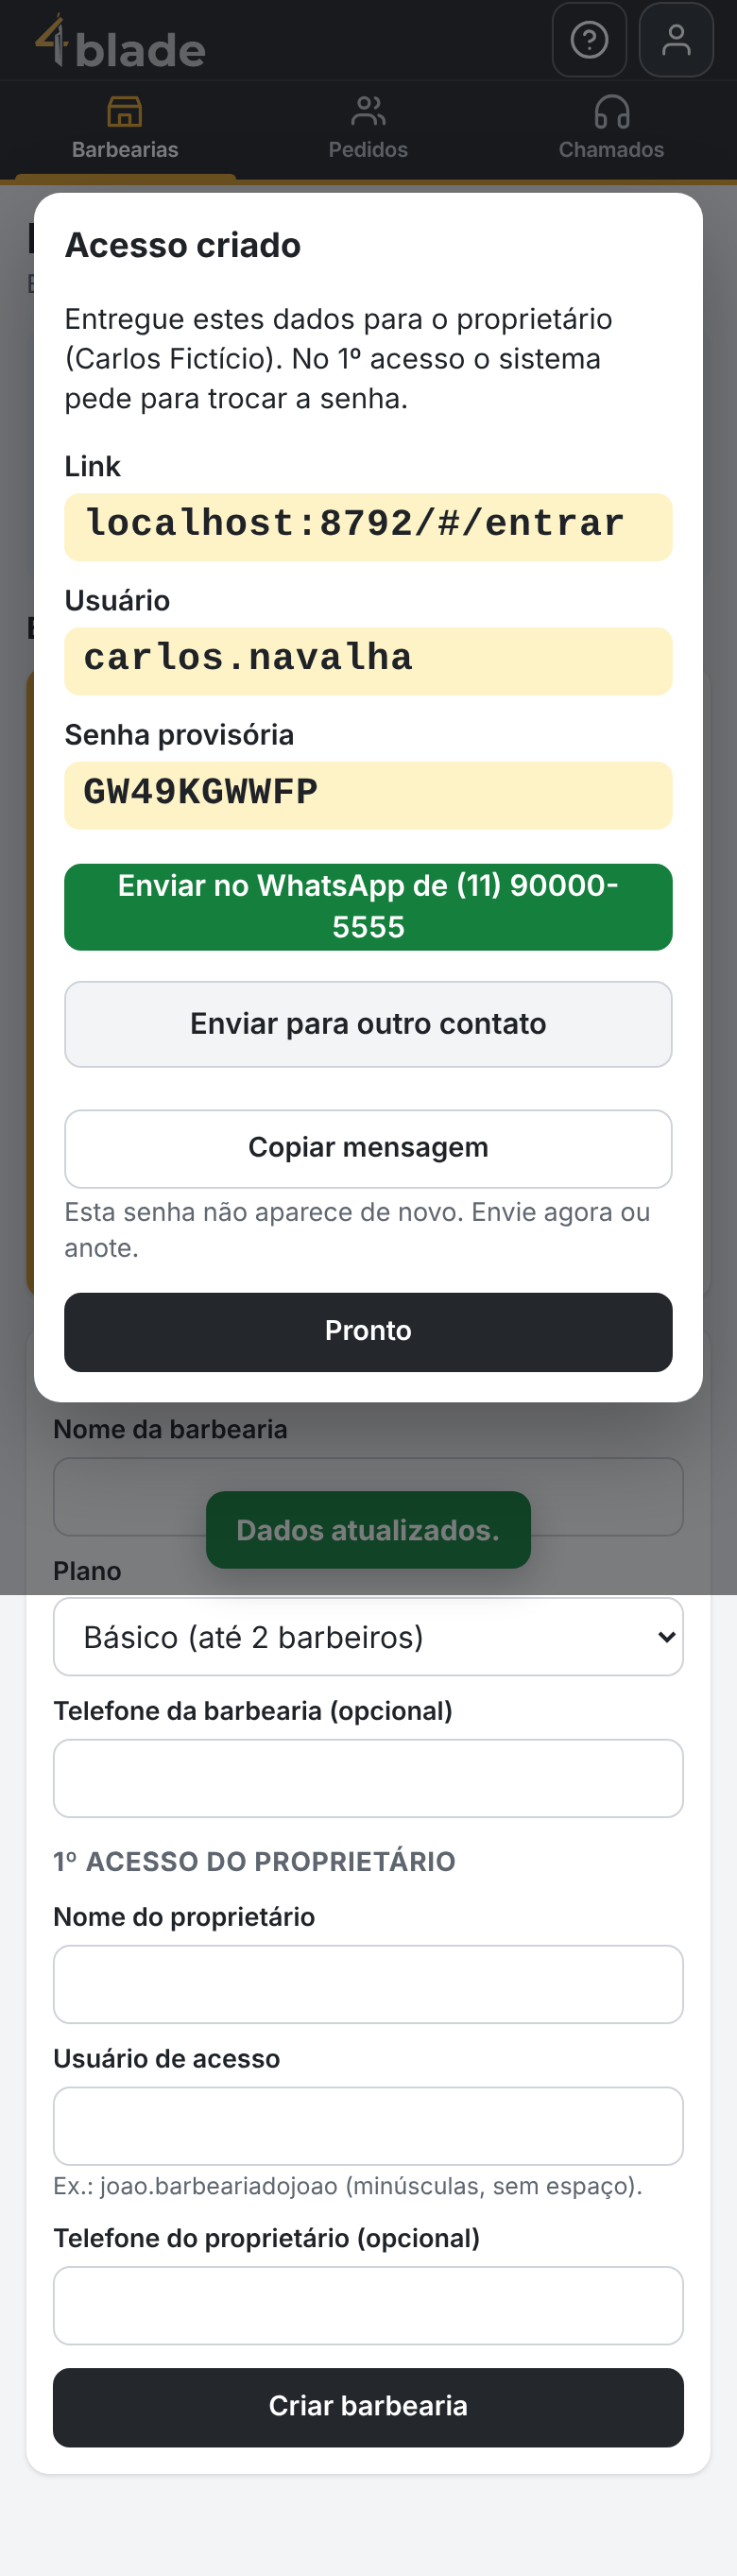 4blade
Barbearias
Pedidos
Chamados
Acesso criado
Entregue estes dados para o proprietário
(Carlos Fictício). No 1º acesso o sistema
pede para trocar a senha.
Link
localhost:8792/#/entrar
Usuário
carlos.navalha
Senha provisória
GW49KGWWFP
Enviar no WhatsApp de (11) 90000-
5555
Enviar para outro contato
Copiar mensagem
Esta senha não aparece de novo. Envie agora ou
anote.
Pronto
Nome da barbearia
Dados atualizados.
Plano
Básico (até 2 barbeiros)
Telefone da barbearia (opcional)
1º ACESSO DO PROPRIETÁRIO
Nome do proprietário
Usuário de acesso
Ex.: joao.barbeariadojoao (minúsculas, sem espaço).
Telefone do proprietário (opcional)
Criar barbearia